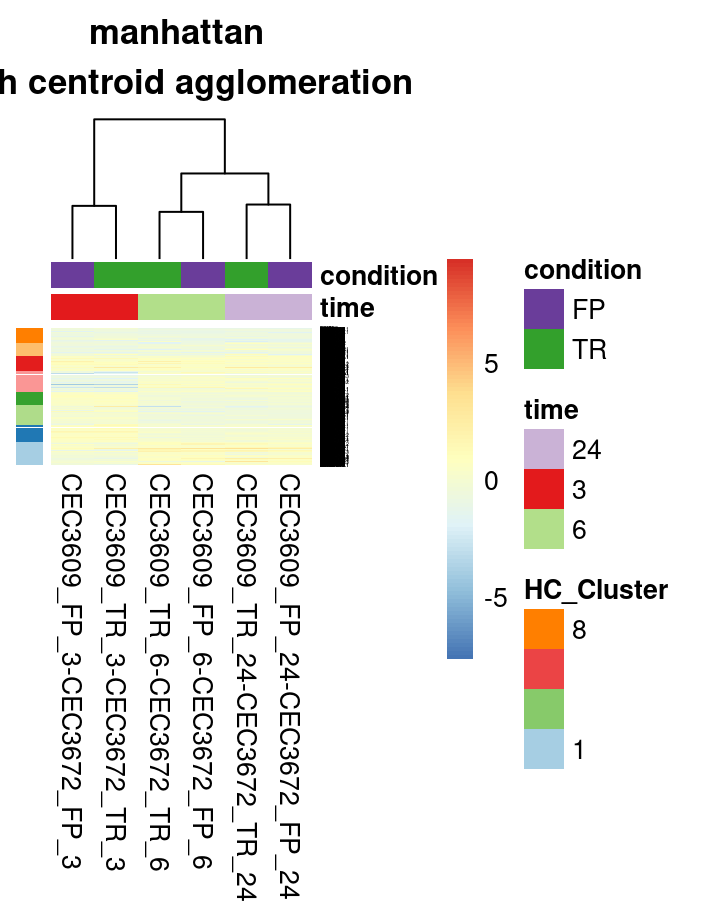 manhattan
h centroid agglomeration
condition
time
5
0
-5
condition
FP
TR
time
24
3
6
HC_Cluster
8
1
CEC3609_FP_3-CEC3672_FP_3
CEC3609_TR_3-CEC3672_TR_3
CEC3609_TR_6-CEC3672_TR_6
CEC3609_FP_6-CEC3672_FP_6
CEC3609_TR_24-CEC3672_TR_24
CEC3609_FP_24-CEC3672_FP_24